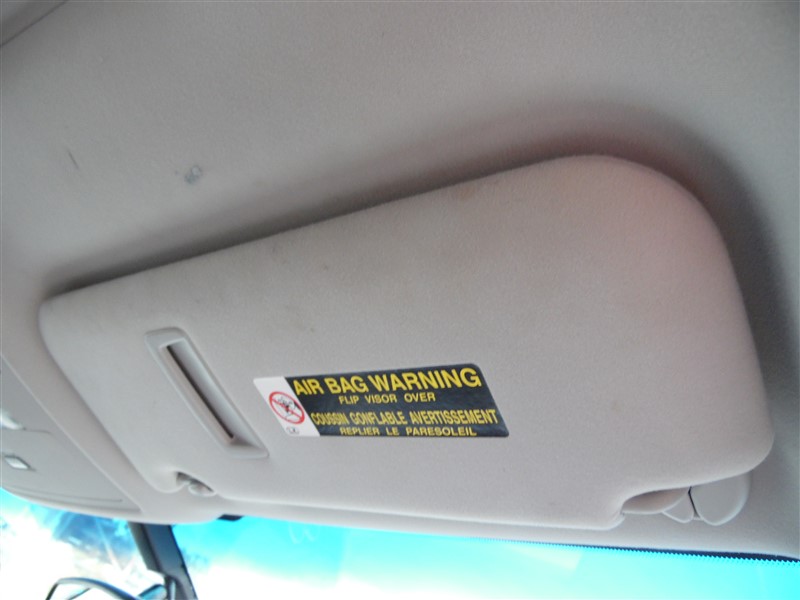 AIR BAG WARNING
FLIP VISOR OVER
COUSSIN GONFLABLE AVERTISSEMENT
REPLIER LE PARESOLEIL